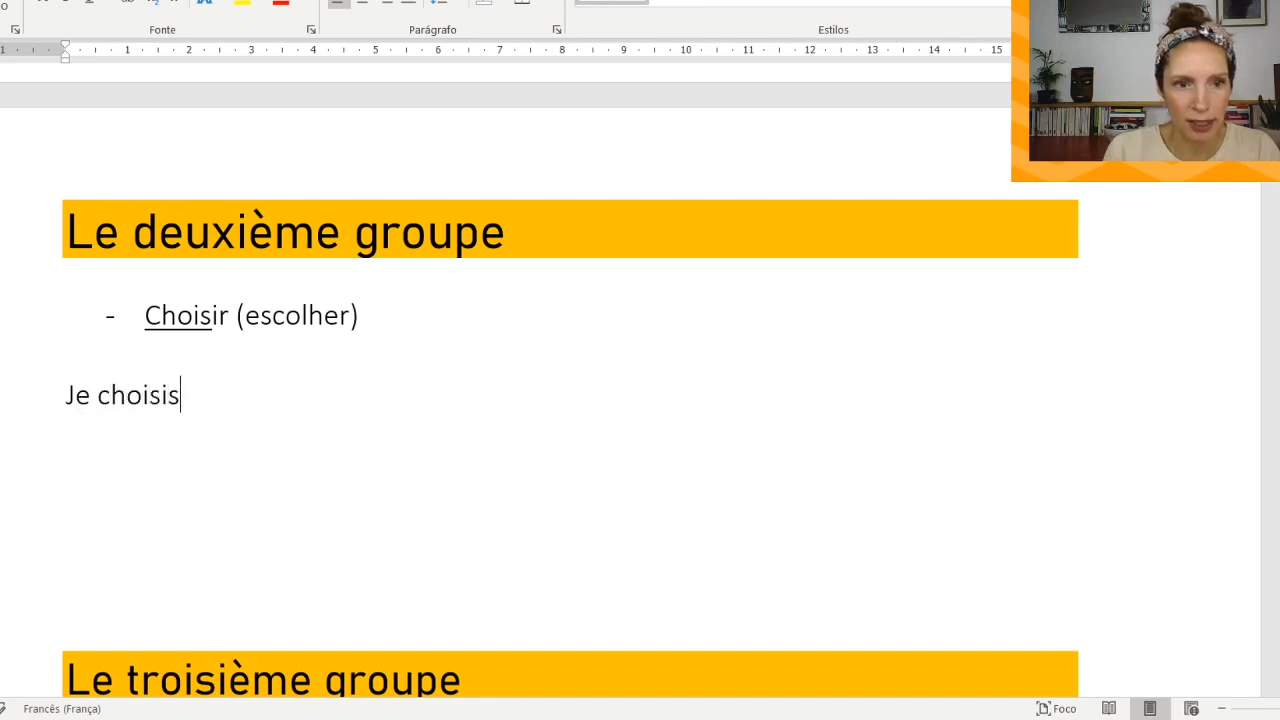 Fonte
Parágrafo
Estilos
1 1 2 3 4 5 6 7 8 9 10 11 12 13 14 15
Le deuxième groupe
- Choisir (escolher)
Je choisis
Le troisième groupe
Francês (França)
Foco